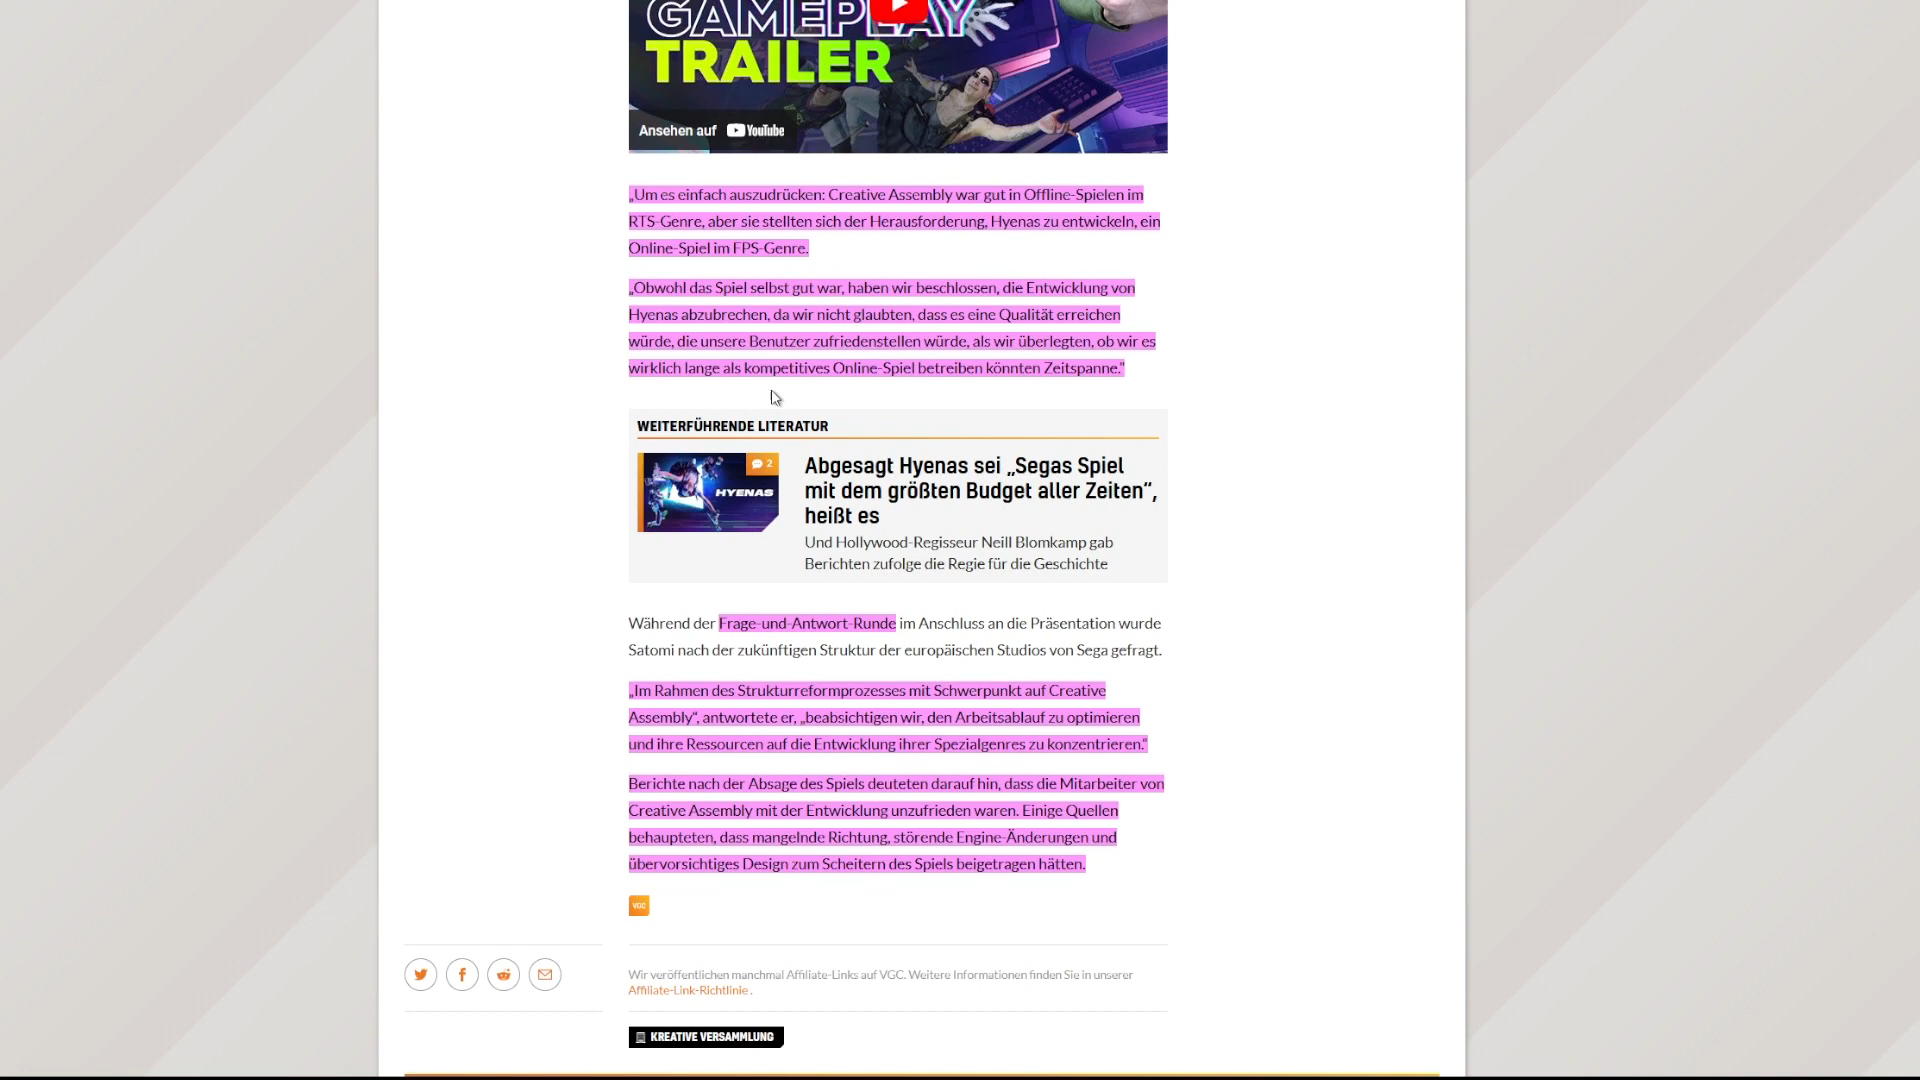 GAMEPLAY
TRAILER
Ansehen auf YouTube
„Um es einfach auszudrücken: Creative Assembly war gut in Offline-Spielen im
RTS-Genre, aber sie stellten sich der Herausforderung, Hyenas zu entwickeln, ein
Online-Spiel im FPS-Genre.
„Obwohl das Spiel selbst gut war, haben wir beschlossen, die Entwicklung von
Hyenas abzubrechen, da wir nicht glaubten, dass es eine Qualität erreichen
würde, die unsere Benutzer zufriedenstellen würde, als wir überlegten, ob wir es
wirklich lange als kompetitives Online-Spiel betreiben könnten Zeitspanne."
WEITERFÜHRENDE LITERATUR
2
HYENAS
Abgesagt Hyenas sei „Segas Spiel
mit dem größten Budget aller Zeiten“,
heißt es
Und Hollywood-Regisseur Neill Blomkamp gab
Berichten zufolge die Regie für die Geschichte
Während der Frage-und-Antwort-Runde im Anschluss an die Präsentation wurde
Satomi nach der zukünftigen Struktur der europäischen Studios von Sega gefragt.
„Im Rahmen des Strukturreformprozesses mit Schwerpunkt auf Creative
Assembly“, antwortete er, „beabsichtigen wir, den Arbeitsablauf zu optimieren
und ihre Ressourcen auf die Entwicklung ihrer Spezialgenres zu konzentrieren.“
Berichte nach der Absage des Spiels deuteten darauf hin, dass die Mitarbeiter von
Creative Assembly mit der Entwicklung unzufrieden waren. Einige Quellen
behaupteten, dass mangelnde Richtung, störende Engine-Änderungen und
übervorsichtiges Design zum Scheitern des Spiels beigetragen hätten.
VGC
Wir veröffentlichen manchmal Affiliate-Links auf VGC. Weitere Informationen finden Sie in unserer
Affiliate-Link-Richtlinie .
KREATIVE VERSAMMLUNG